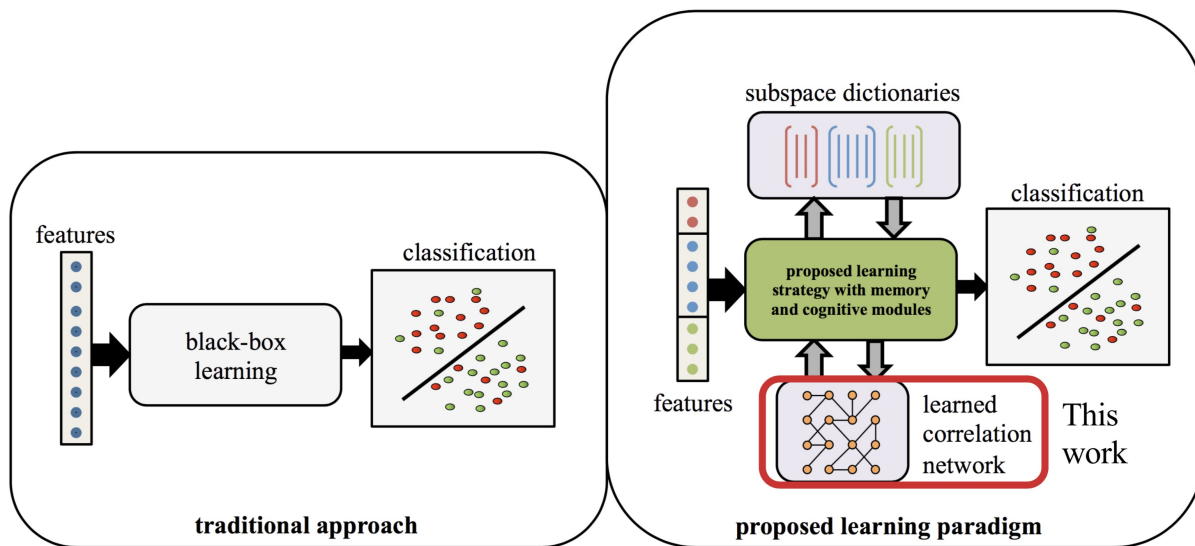 features
black-box
learning
classification
traditional approach
subspace dictionaries
features
proposed learning
strategy with memory
and cognitive modules
classification
learned
correlation
network
This
work
proposed learning paradigm